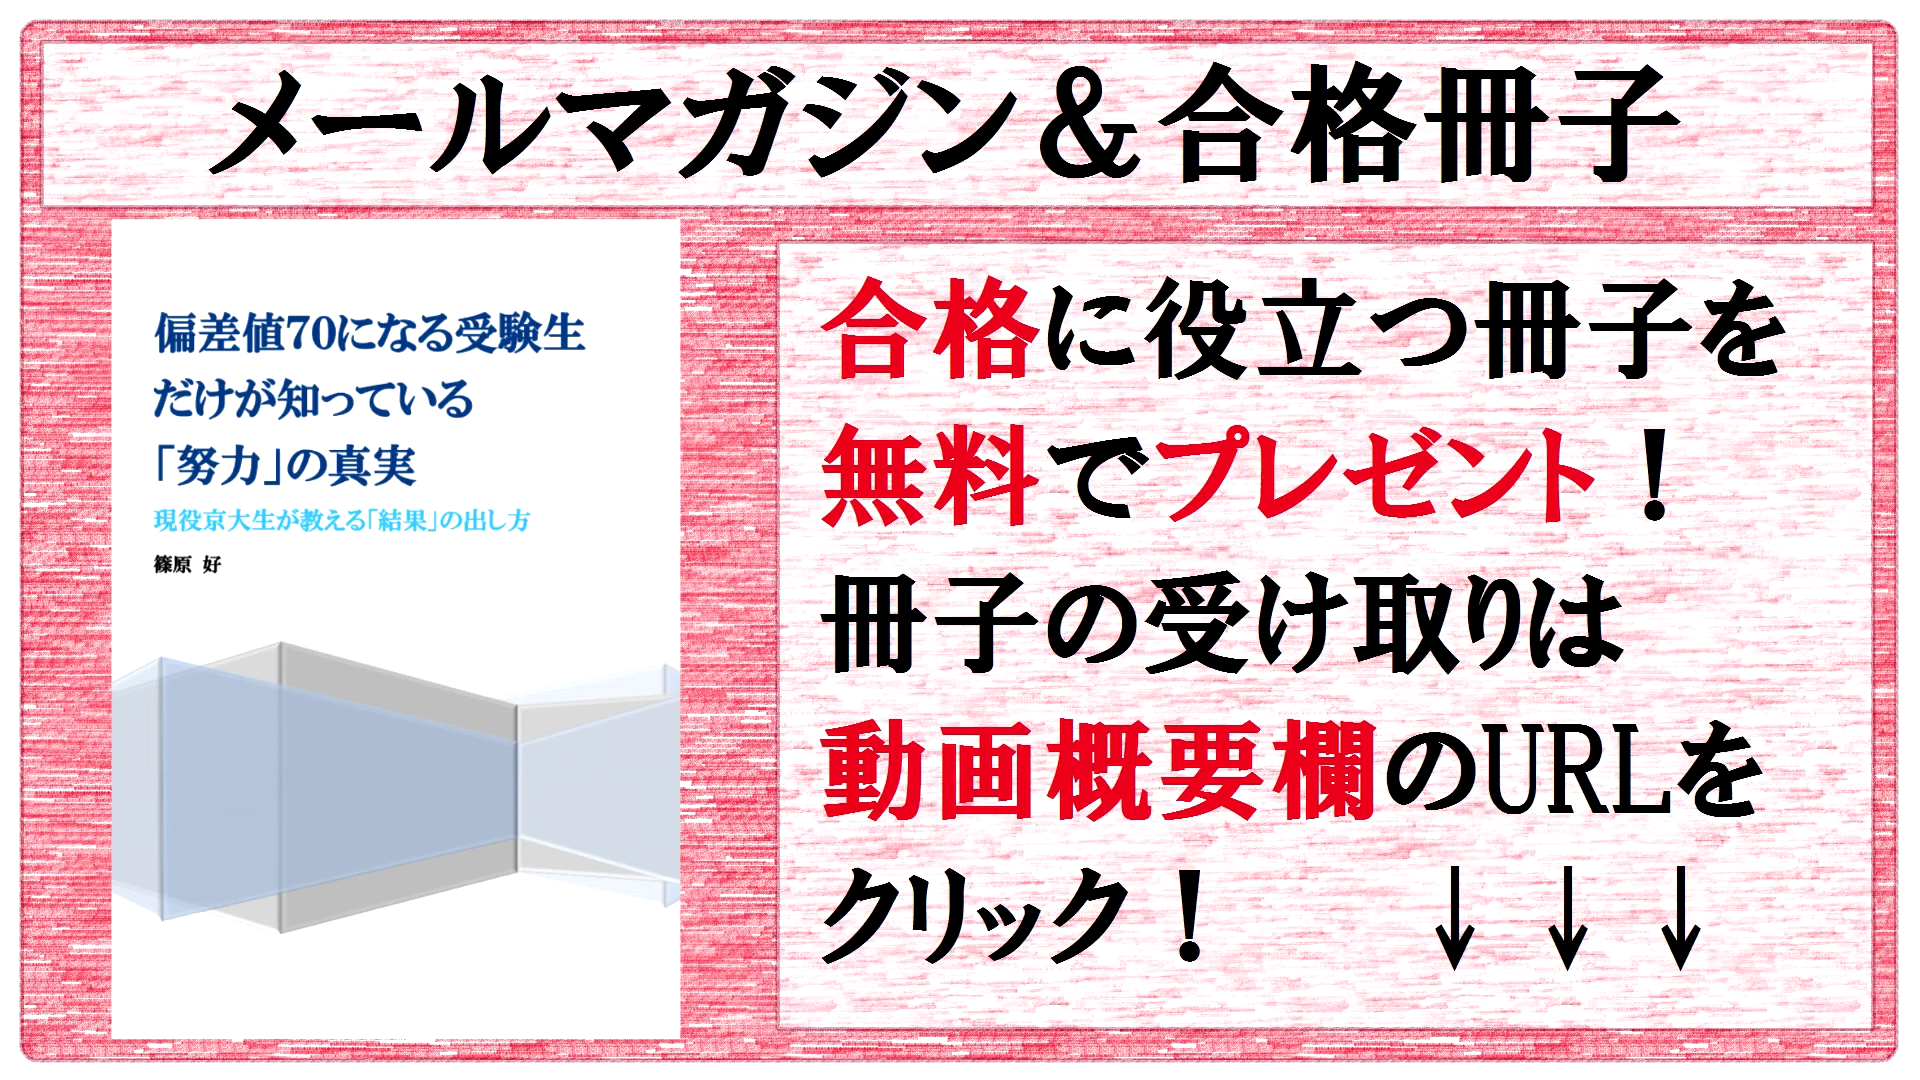 メールマガジン＆合格冊子
偏差値70になる受験生
だけが知っている
「努力」の真実
現役京大生が教える「結果」の出し方
篠原 好
合格に役立つ冊子を
無料でプレゼント！
冊子の受け取りは
動画概要欄のURLを
クリック！ ↓ ↓ ↓